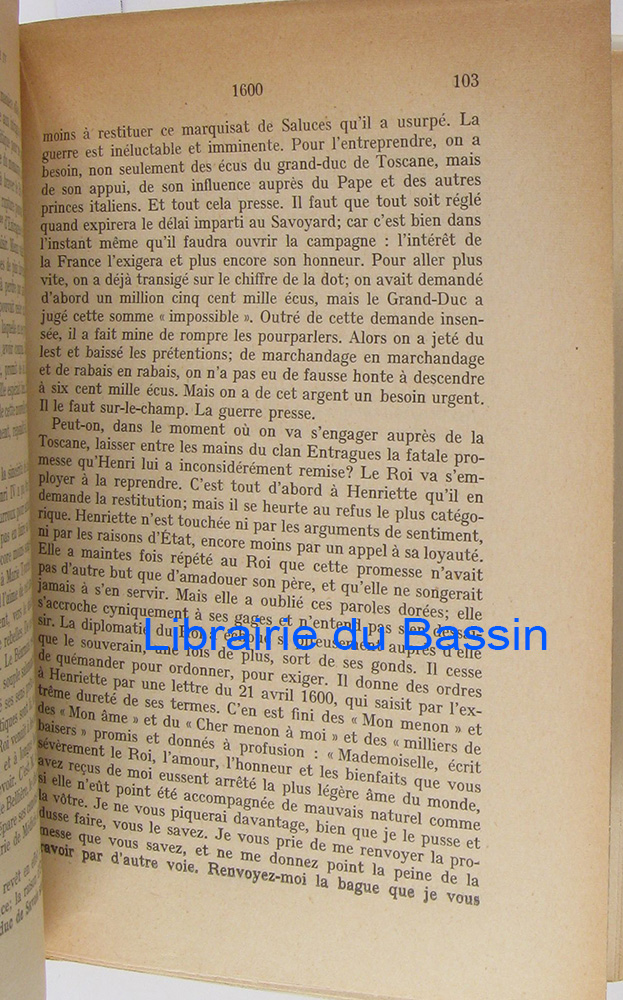 1600
103
moins à restituer ce marquisat de Saluces qu'il a usurpé. La
guerre est inéluctable et imminente. Pour l'entreprendre, on a
besoin, non seulement des écus du grand-duc de Toscane, mais
de son appui, de son influence auprès du Pape et des autres
princes italiens. Et tout cela presse. Il faut que tout soit réglé
quand expirera le délai imparti au Savoyard; car c'est bien dans
l'instant même qu'il faudra ouvrir la campagne : l'intérêt de
la France l'exigera et plus encore son honneur. Pour aller plus
vite, on a déjà transigé sur le chiffre de la dot; on avait demandé
d'abord un million cinq cent mille écus, mais le Grand-Duc a
jugé cette somme « impossible ». Outré de cette demande insen-
sée, il a fait mine de rompre les pourparlers. Alors on a jeté du
lest et baissé les prétentions; de marchandage en marchandage
et de rabais en rabais, on n'a pas eu de fausse honte à descendre
à six cent mille écus. Mais on a de cet argent un besoin urgent.
Il le faut sur-le-champ. La guerre presse.
Peut-on, dans le moment où on va s'engager auprès de la
Toscane, laisser entre les mains du clan Entragues la fatale pro-
messe qu'Henri lui a inconsidérément remise? Le Roi va s'em-
ployer à la reprendre. C'est tout d'abord à Henriette qu'il en
demande la restitution; mais il se heurte au refus le plus catégo-
rique. Henriette n'est touchée ni par les arguments de sentiment,
ni par les raisons d'État, encore moins par un appel à sa loyauté.
Elle a maintes fois répété au Roi que cette promesse n'avait
pas d'autre but que d'amadouer son père, et qu'elle ne songerait
jamais à s'en servir. Mais elle a oublié ces paroles dorées; elle
s'accroche cyniquement à ses gages et n'entend pas s'en dessai-
sir. La diplomatie du Roi échoue si auprès d'elle
Librairie du Bassin
que le souverain, une fois de plus, sort de ses gonds. Il cesse
de quémander pour ordonner, pour exiger. Il donne des ordres
à Henriette par une lettre du 21 avril 1600, qui saisit par l'ex-
trême dureté de ses termes. C'en est fini des « Mon menon » et
des « Mon âme » et du « Cher menon à moi » et des « milliers de
baisers » promis et donnés à profusion : « Mademoiselle, écrit
sévèrement le Roi, l'amour, l'honneur et les bienfaits que vous
avez reçus de moi eussent arrêté la plus légère âme du monde,
si elle n'eût point été accompagnée de mauvais naturel comme
la vôtre. Je ne vous piquerai davantage, bien que je le pusse et
dusse faire, vous le savez. Je vous prie de me renvoyer la pro-
messe que vous savez, et ne me donnez point la peine de la
ravoir par d'autre voie. Renvoyez-moi la bague que je vous